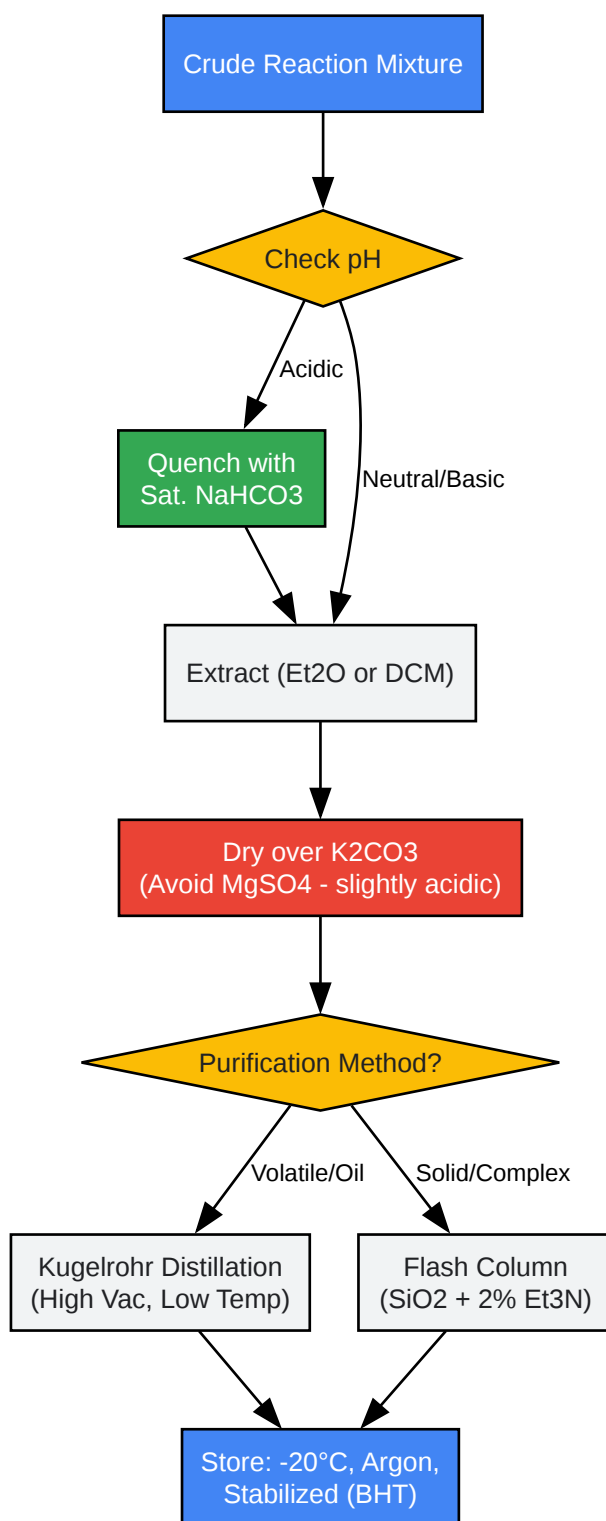 Crude Reaction Mixture
Check pH
Acidic
Quench with
Sat. NaHCO3
Neutral/Basic
Extract (Et2O or DCM)
Dry over K2CO3
(Avoid MgSO4 - slightly acidic)
Purification Method?
Volatile/Oil
Solid/Complex
Kugelrohr Distillation
(High Vac, Low Temp)
Flash Column
(SiO2 + 2% Et3N)
Store: -20°C, Argon,
Stabilized (BHT)